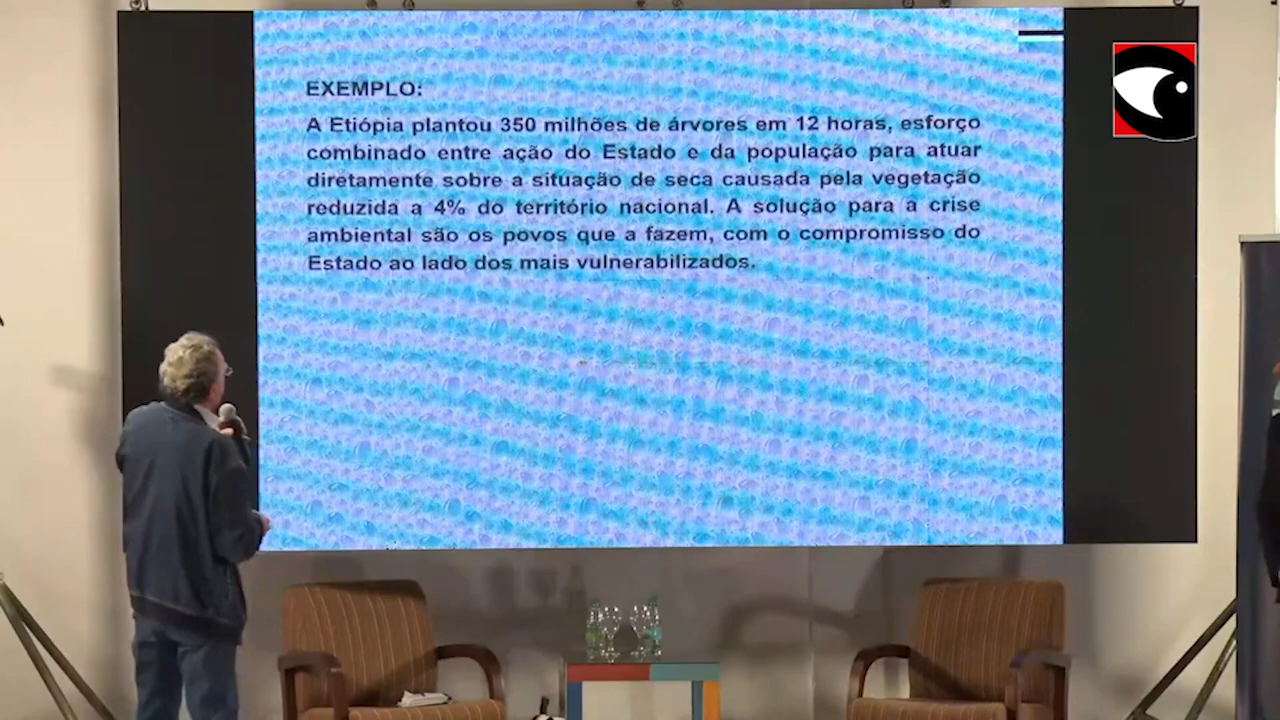 EXEMPLO:
A Etiópia plantou 350 milhões de árvores em 12 horas, esforço
combinado entre ação do Estado e da população para atuar
diretamente sobre a situação de seca causada pela vegetação
reduzida a 4% do território nacional. A solução para a crise
ambiental são os povos que a fazem, com o compromisso do
Estado ao lado dos mais vulnerabilizados.